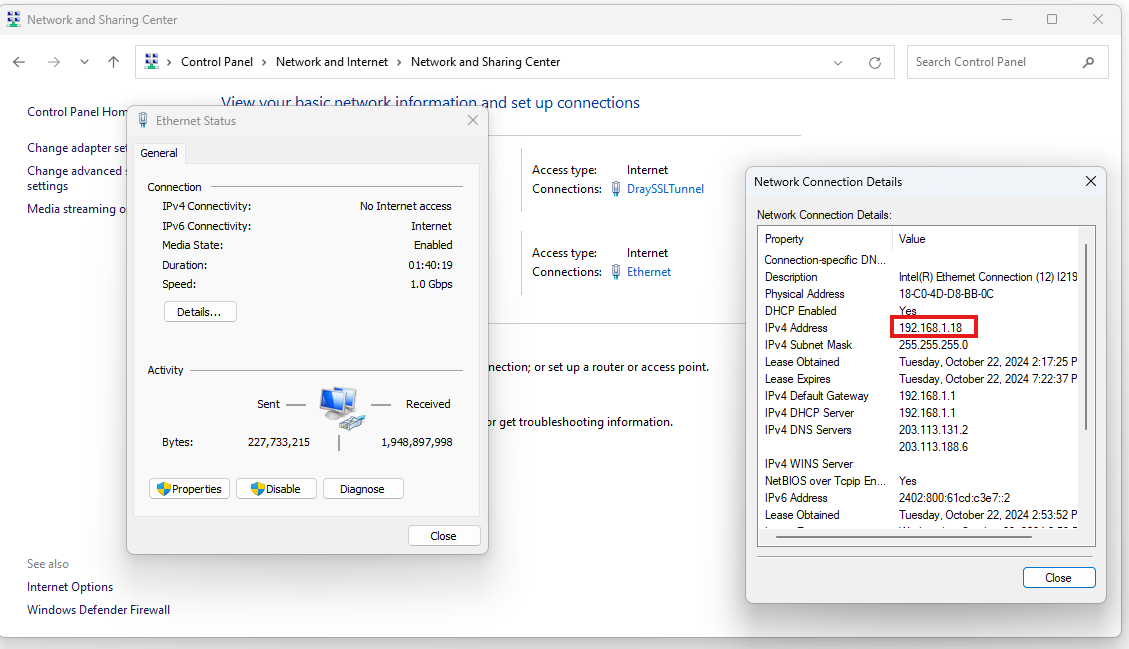 Network and Sharing Center
Control Panel > Network and Internet > Network and Sharing Center
Search Control Panel
Control Panel Hom
Change adapter set
Change advanced s
settings
Media streaming o
View your basic network information and set up connections
Access type: Internet
Connections: DraySSLTunnel
Access type: Internet
Connections: Ethernet
nection; or set up a router or access point.
or get troubleshooting information.
See also
Internet Options
Windows Defender Firewall
Ethernet Status
General
Connection
IPv4 Connectivity: No Internet access
IPv6 Connectivity: Internet
Media State: Enabled
Duration: 01:40:19
Speed: 1.0 Gbps
Details...
Activity
Sent Received
Bytes: 227,733,215 1,948,897,998
Properties Disable Diagnose
Close
Network Connection Details
Network Connection Details:
Property Value
Connection-specific DN...
Description Intel(R) Ethernet Connection (12) I219
Physical Address 18-C0-4D-D8-BB-0C
DHCP Enabled Yes
IPv4 Address 192.168.1.18
IPv4 Subnet Mask 255.255.255.0
Lease Obtained Tuesday, October 22, 2024 2:17:25 P
Lease Expires Tuesday, October 22, 2024 7:22:37 P
IPv4 Default Gateway 192.168.1.1
IPv4 DHCP Server 192.168.1.1
IPv4 DNS Servers 203.113.131.2
203.113.188.6
IPv4 WINS Server
NetBIOS over Tcpip En... Yes
IPv6 Address 2402:800:61cd:c3e7::2
Lease Obtained Tuesday, October 22, 2024 2:53:52 P
Close